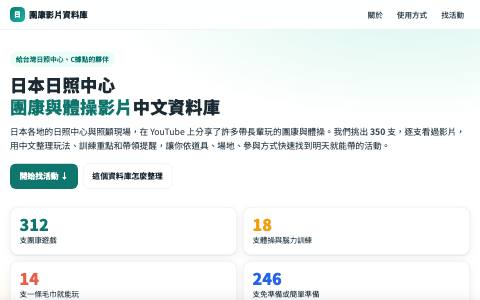 日 團康影片資料庫
關於 使用方式 找活動
給台灣日照中心、C據點的夥伴
日本日照中心
團康與體操影片中文資料庫
日本各地的日照中心與照顧現場，在 YouTube 上分享了許多帶長輩玩的團康與體操。我們挑出 350 支，逐支看過影片，
用中文整理玩法、訓練重點和帶領提醒，讓你依道具、場地、參與方式快速找到明天就能帶的活動。
開始找活動 ↓ 這個資料庫怎麼整理
312
支團康遊戲
18
支體操與腦力訓練
14
支一條毛巾就能玩
246
支免準備或簡單準備